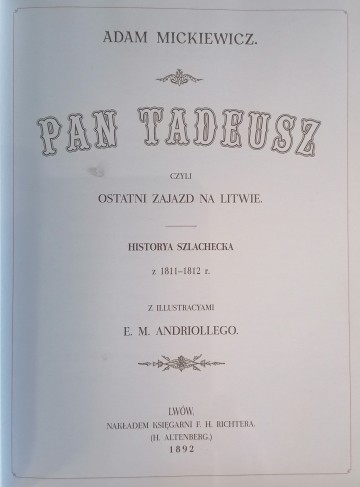 ADAM MICKIEWICZ.
PAN TADEUSZ
CZYLI
OSTATNI ZAJAZD NA LITWIE.
HISTORYA SZLACHECKA
z 1811–1812 r.
Z ILLUSTRACYAMI
E. M. ANDRIOLLEGO.
LWÓW,
NAKŁADEM KSIĘGARNI F. H. RICHTERA.
(H. ALTENBERG.)
1892